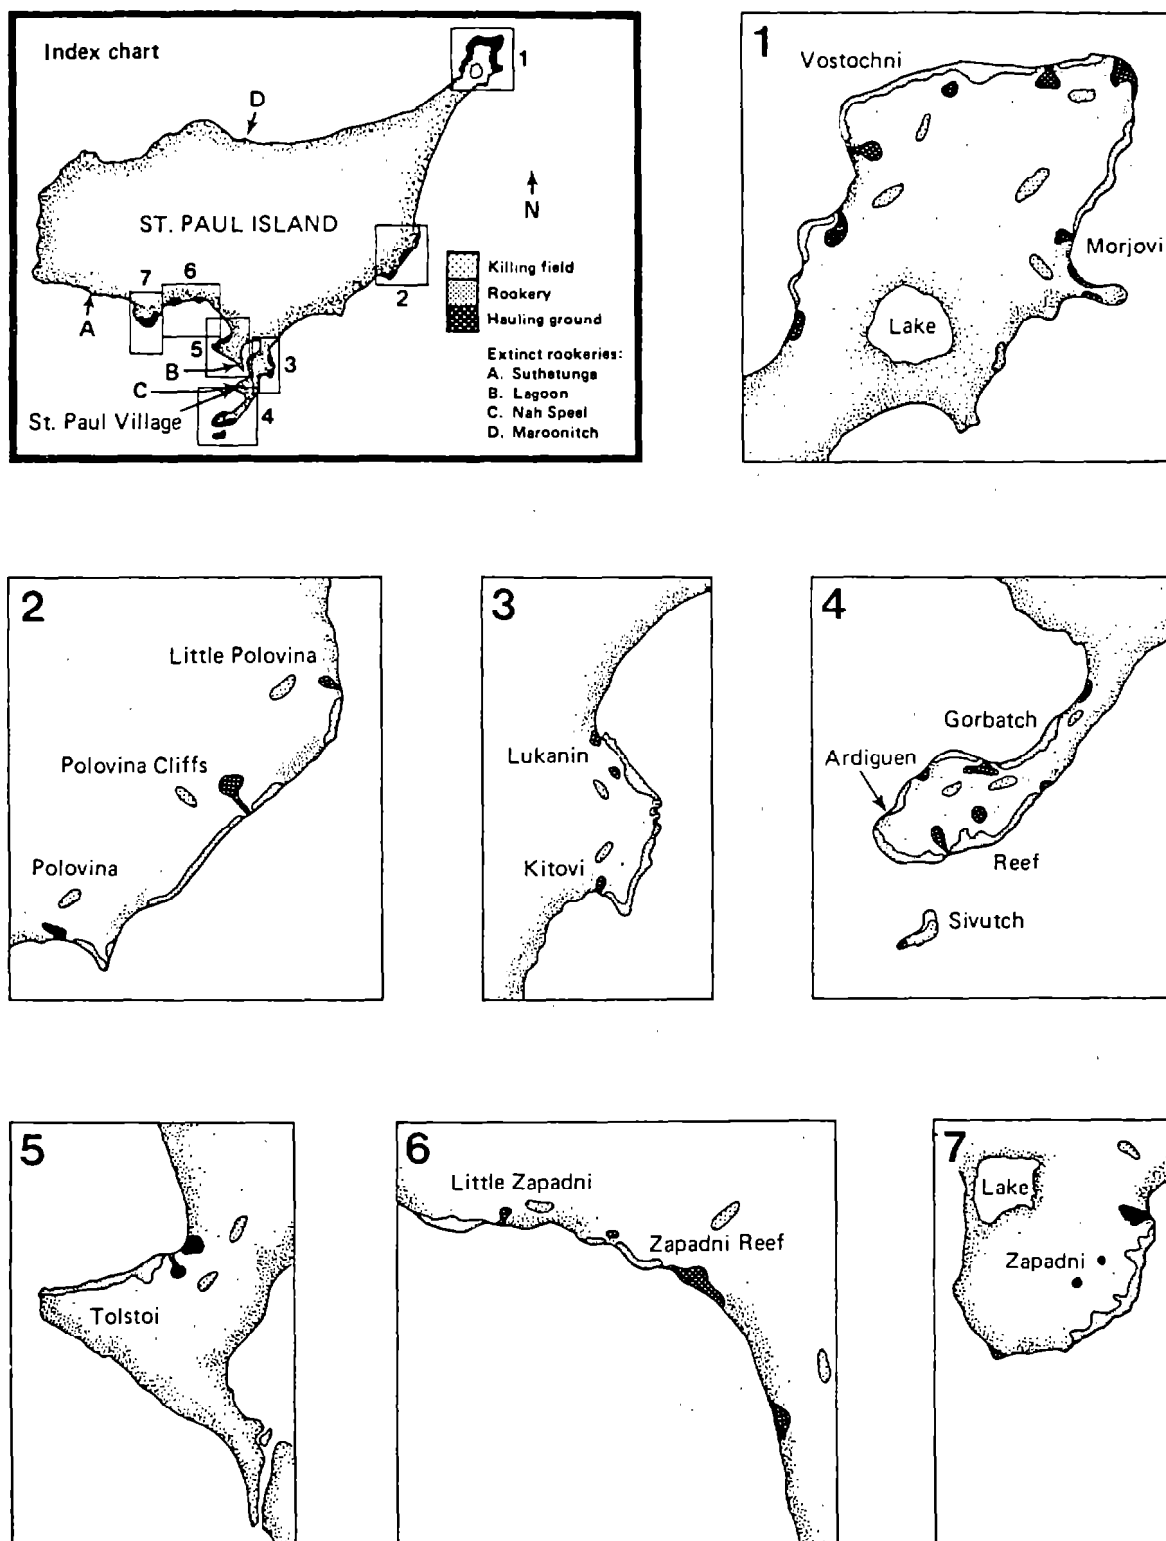 Index chart
1
D
N
ST. PAUL ISLAND
Killing field
Rookery
Hauling ground
7
6
2
A
5
3
B
C
4
St. Paul Village
Extinct rookeries:
A. Suthetunga
B. Lagoon
C. Nah Speel
D. Maroonitch
1
Vostochni
Morjovi
Lake
2
Little Polovina
Polovina Cliffs
Polovina
3
Lukanin
Kitovi
4
Gorbatch
Ardiguen
Reef
Sivutch
5
Tolstoi
6
Little Zapadni
Zapadni Reef
7
Lake
Zapadni